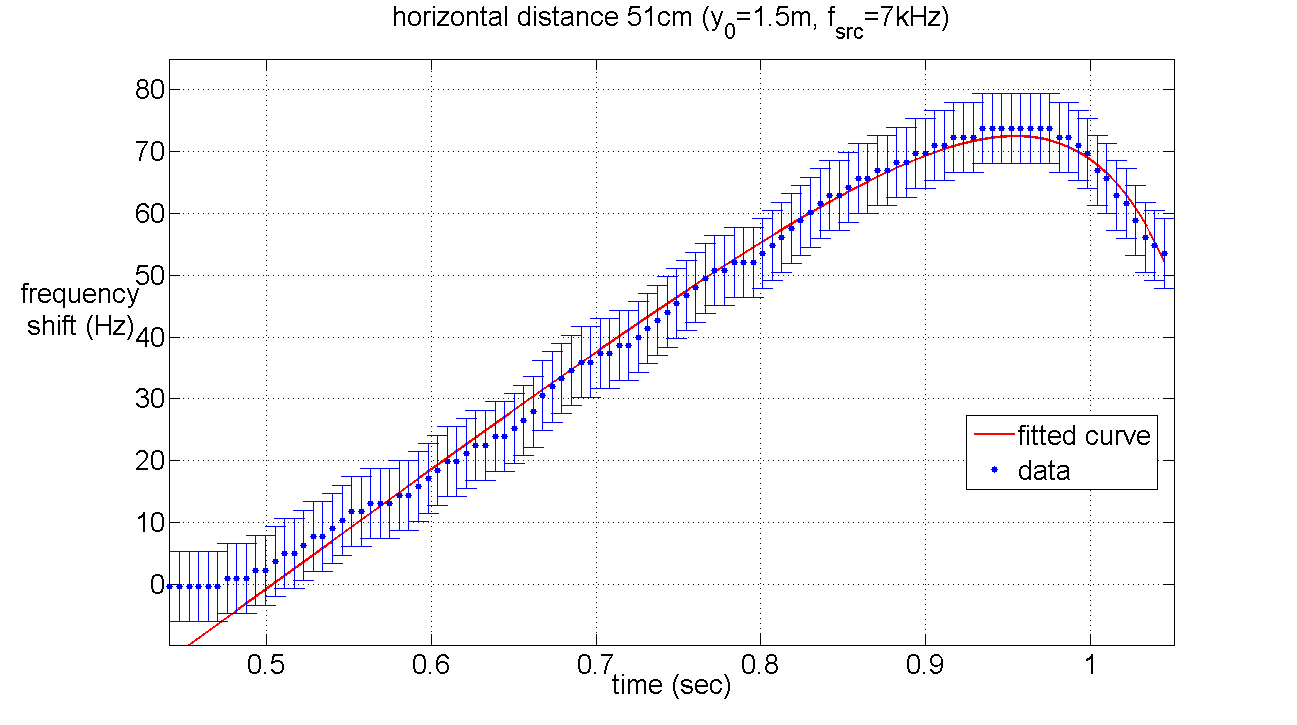 horizontal distance 51cm (y₀=1.5m, f_src=7kHz)
80
70
60
50
frequency
shift (Hz)
40
30
20
10
0
fitted curve
data
0.5 0.6 0.7 0.8 0.9 1
time (sec)